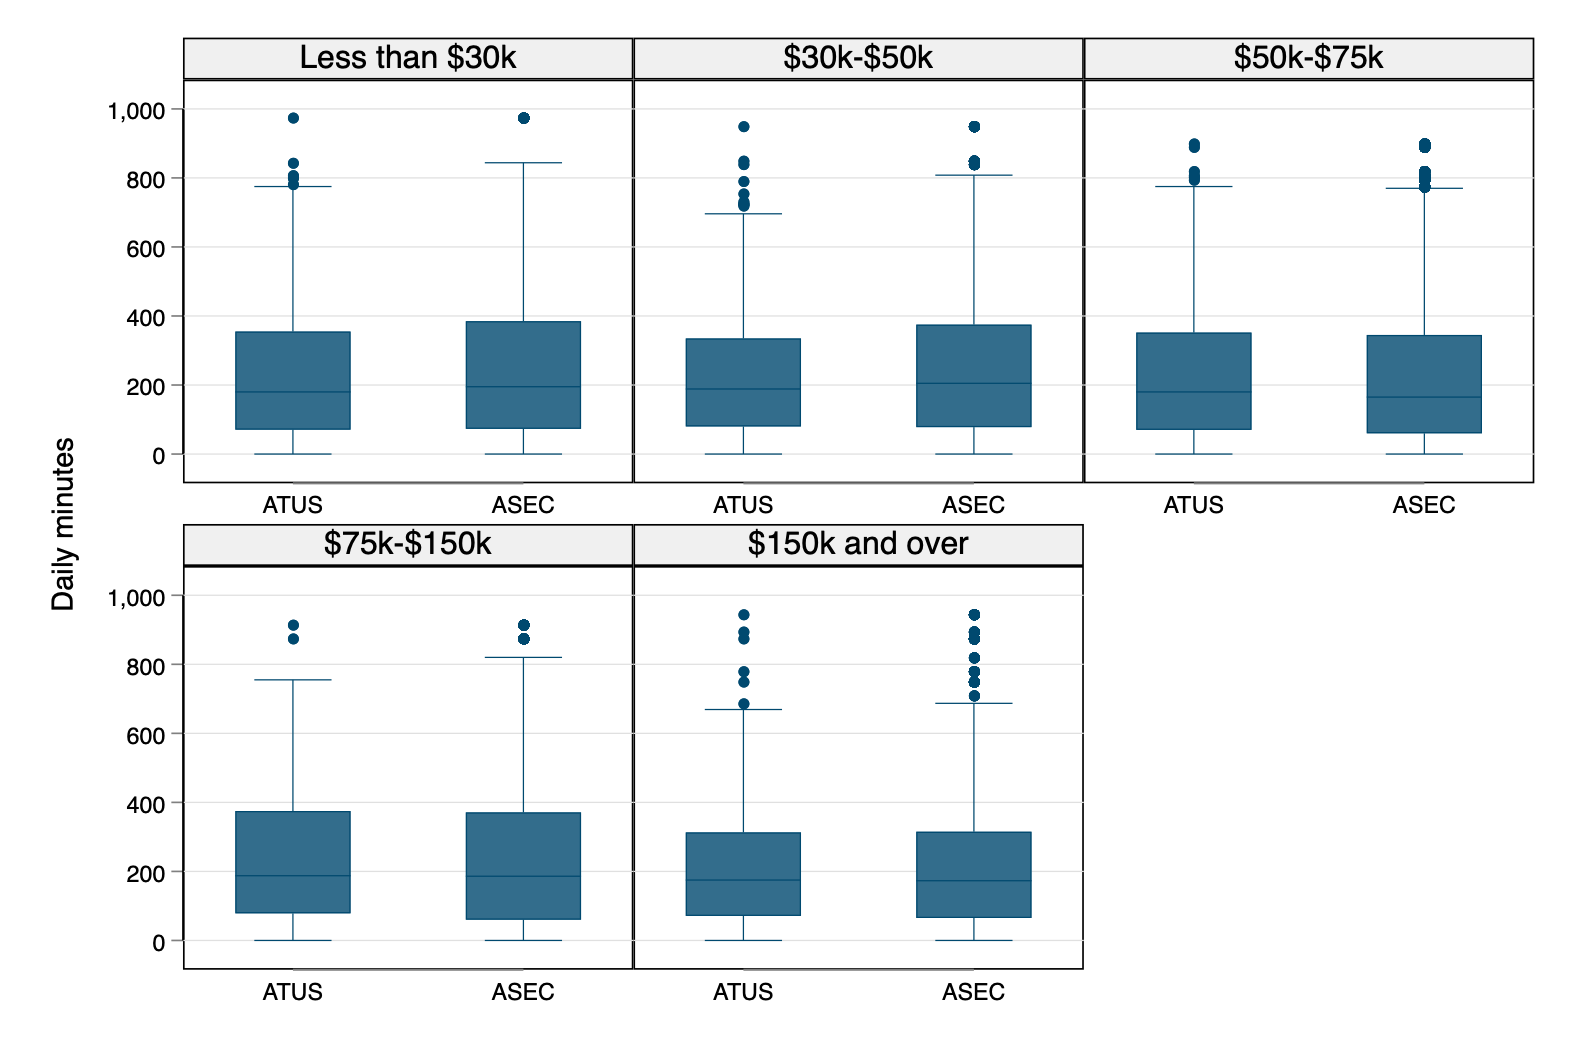 Daily minutes
Less than $30k
$30k-$50k
$50k-$75k
1,000
800
600
400
200
0
ATUS
ASEC
ATUS
ASEC
ATUS
ASEC
$75k-$150k
$150k and over
1,000
800
600
400
200
0
ATUS
ASEC
ATUS
ASEC